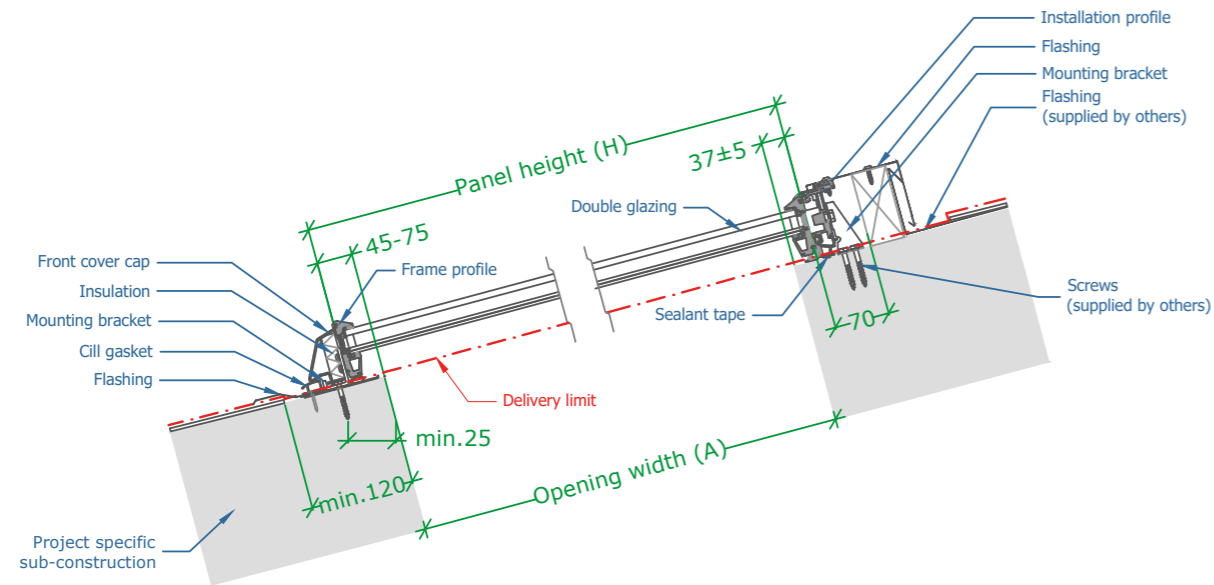 Installation profile
Flashing
Mounting bracket
Flashing
(supplied by others)
Panel height (H)
37±5
Double glazing
45-75
Front cover cap
Frame profile
Insulation
Mounting bracket
Cill gasket
Flashing
Sealant tape
Screws
(supplied by others)
70
Delivery limit
min.25
min.120
Opening width (A)
Project specific
sub-construction